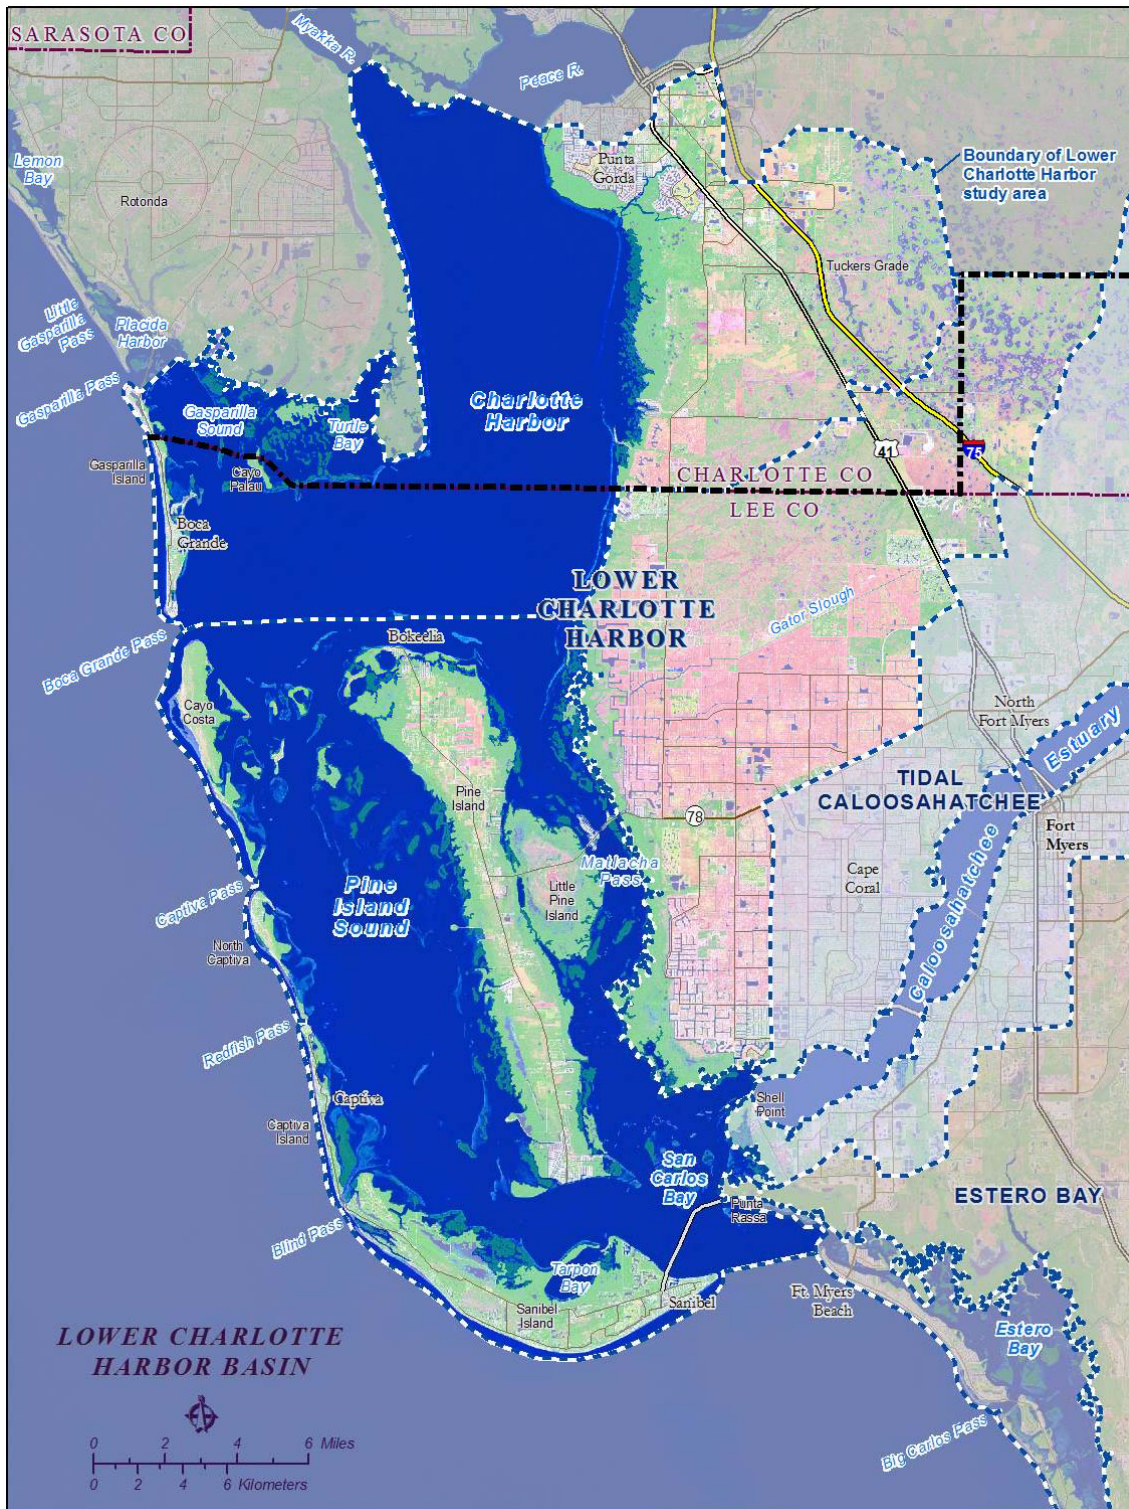 SARASOTA CO
Myakka R.
Peace R.
Lemon
Bay
Rotonda
Punta
Gorda
Boundary of Lower
Charlotte Harbor
study area
Tuckers Grade
Little
Gasparilla
Pass
Placida
Harbor
Gasparilla Pass
Gasparilla
Sound
Turtle
Bay
Charlotte
Harbor
41
75
Gasparilla
Island
Cayo
Palau
CHARLOTTE CO
LEE CO
Boca
Grande
LOWER
CHARLOTTE
HARBOR
Gator Slough
Boca Grande Pass
Bokeelia
Cayo
Costa
North
Fort Myers
Estuary
TIDAL
CALOOSAHATCHEE
Pine
Island
78
Fort
Myers
Matlacha
Pass
Cape
Coral
Caloosahatchee
Captiva Pass
Pine
Island
Sound
Little
Pine
Island
North
Captiva
Redfish Pass
Captiva
Captiva
Island
Shell
Point
San
Carlos
Bay
ESTERO BAY
Punta
Rassa
Blind Pass
Tarpon
Bay
Sanibel
Sanibel
Island
Ft. Myers
Beach
Estero
Bay
Big Carlos Pass
LOWER CHARLOTTE
HARBOR BASIN
0 2 4 6 Miles
0 2 4 6 Kilometers